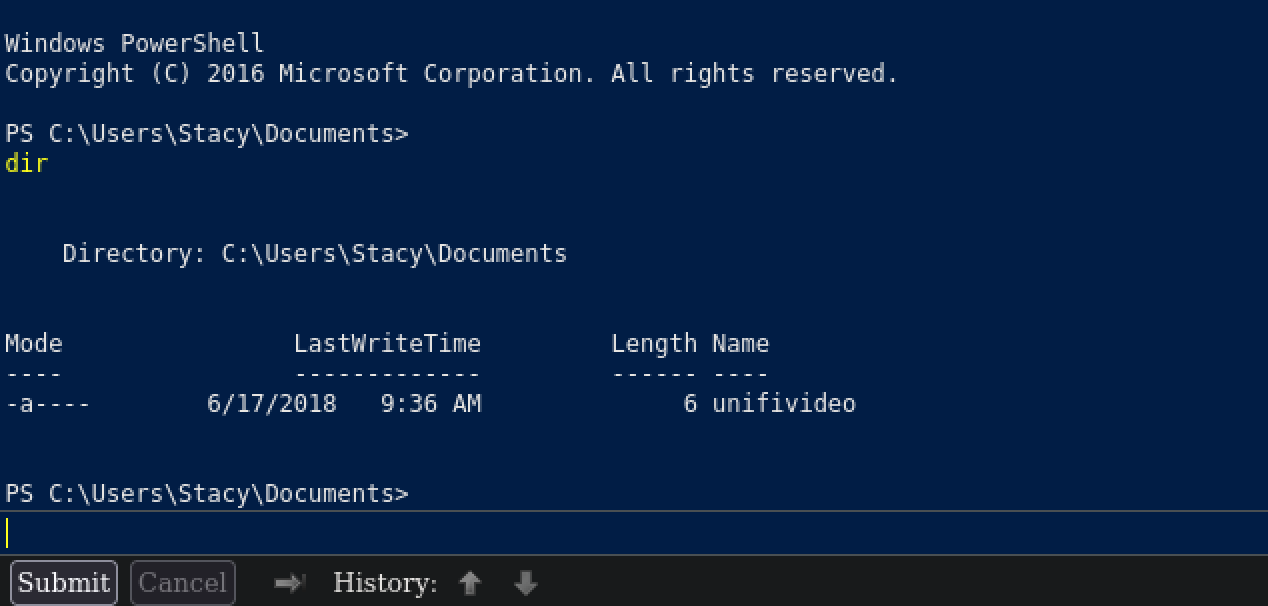 Windows PowerShell
Copyright (C) 2016 Microsoft Corporation. All rights reserved.
PS C:\Users\Stacy\Documents>
dir
Directory: C:\Users\Stacy\Documents
Mode                LastWriteTime         Length Name
----                -------------         ------ ----
-a----        6/17/2018   9:36 AM              6 unifivideo
PS C:\Users\Stacy\Documents>
Submit Cancel History: